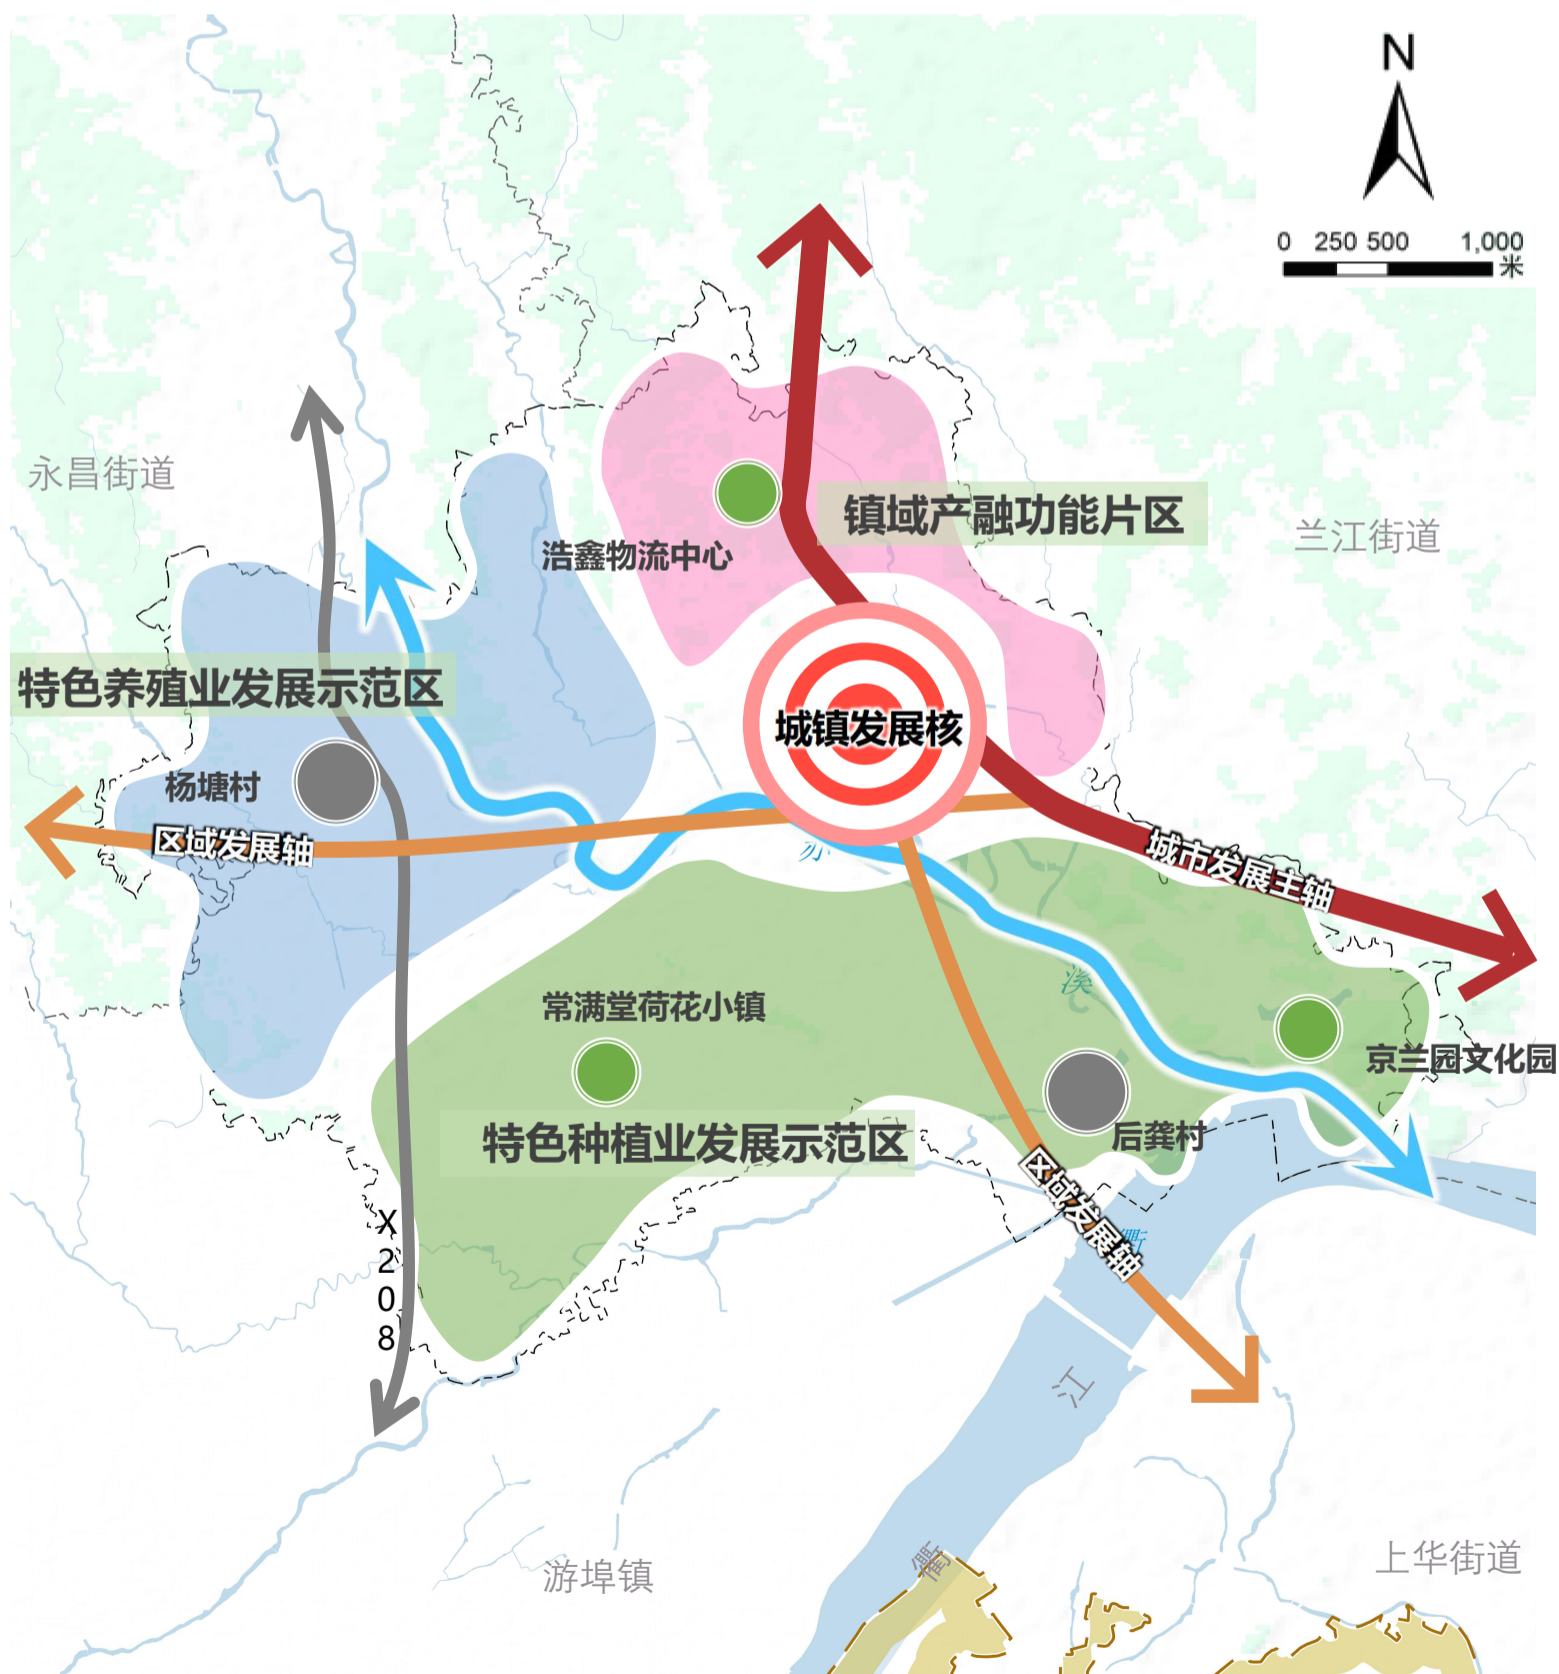 N
0 250 500 1,000
米
永昌街道
兰江街道
镇域产融功能片区
浩鑫物流中心
特色养殖业发展示范区
城镇发展核
杨塘村
区域发展轴
苏
城市发展主轴
溪
常满堂荷花小镇
京兰园文化园
特色种植业发展示范区
后龚村
区域发展轴
X208
衢
江
衢
游埠镇
上华街道